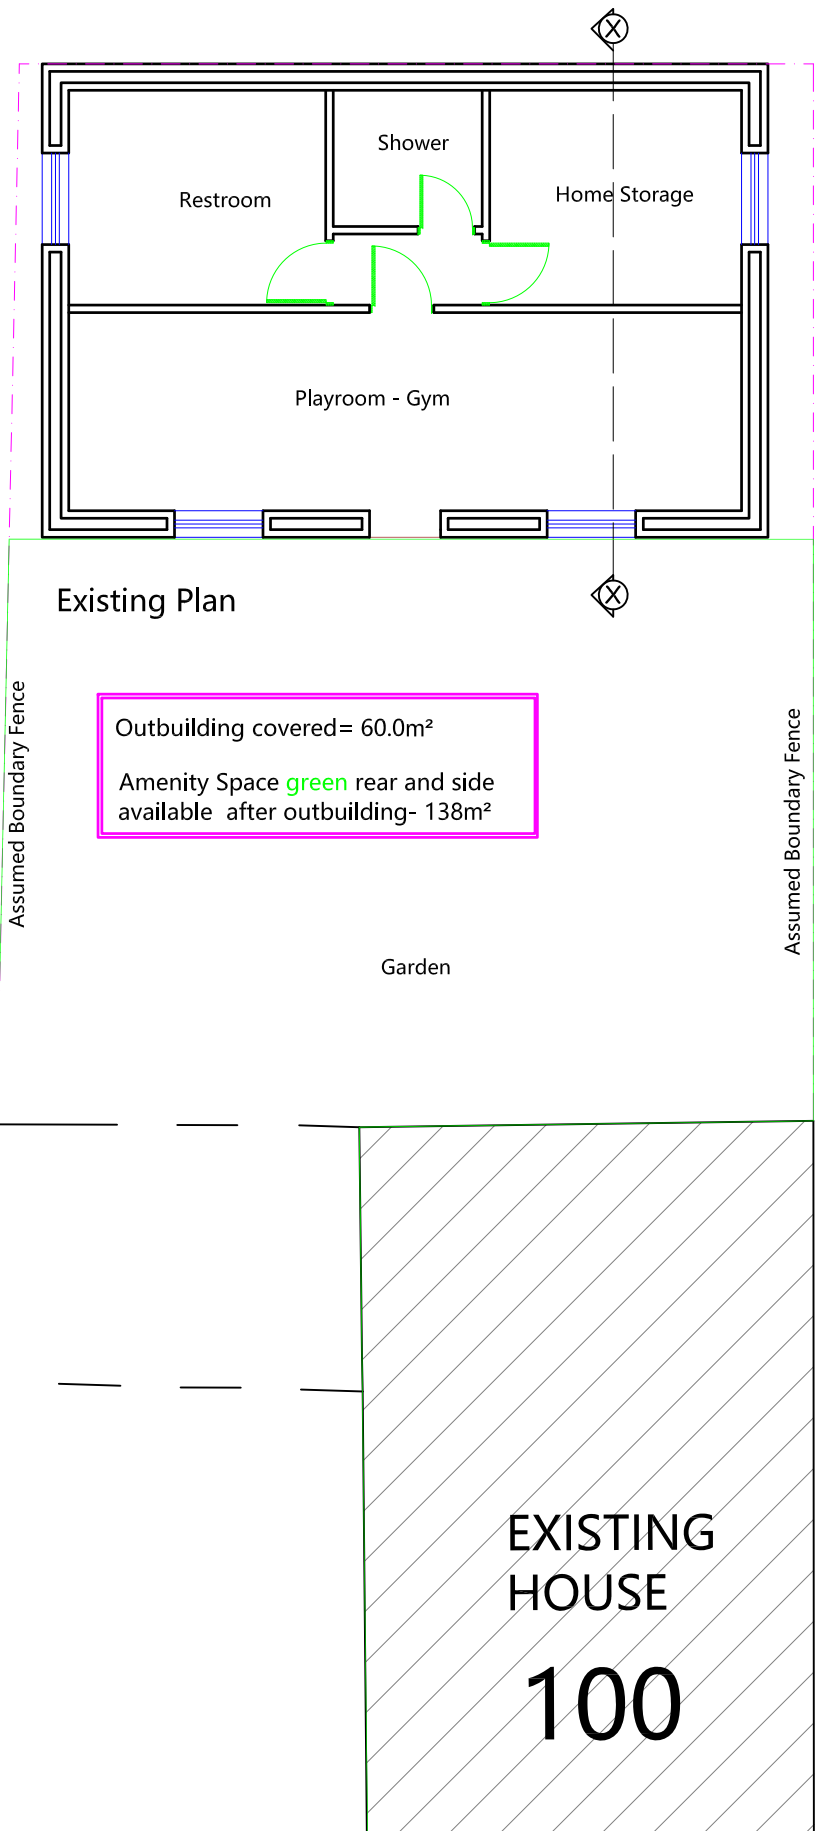 X
Shower
Restroom
Home Storage
Playroom - Gym
X
Existing Plan
Assumed Boundary Fence
Outbuilding covered= 60.0m²
Amenity Space green rear and side
available after outbuilding- 138m²
Assumed Boundary Fence
Garden
EXISTING
HOUSE
100